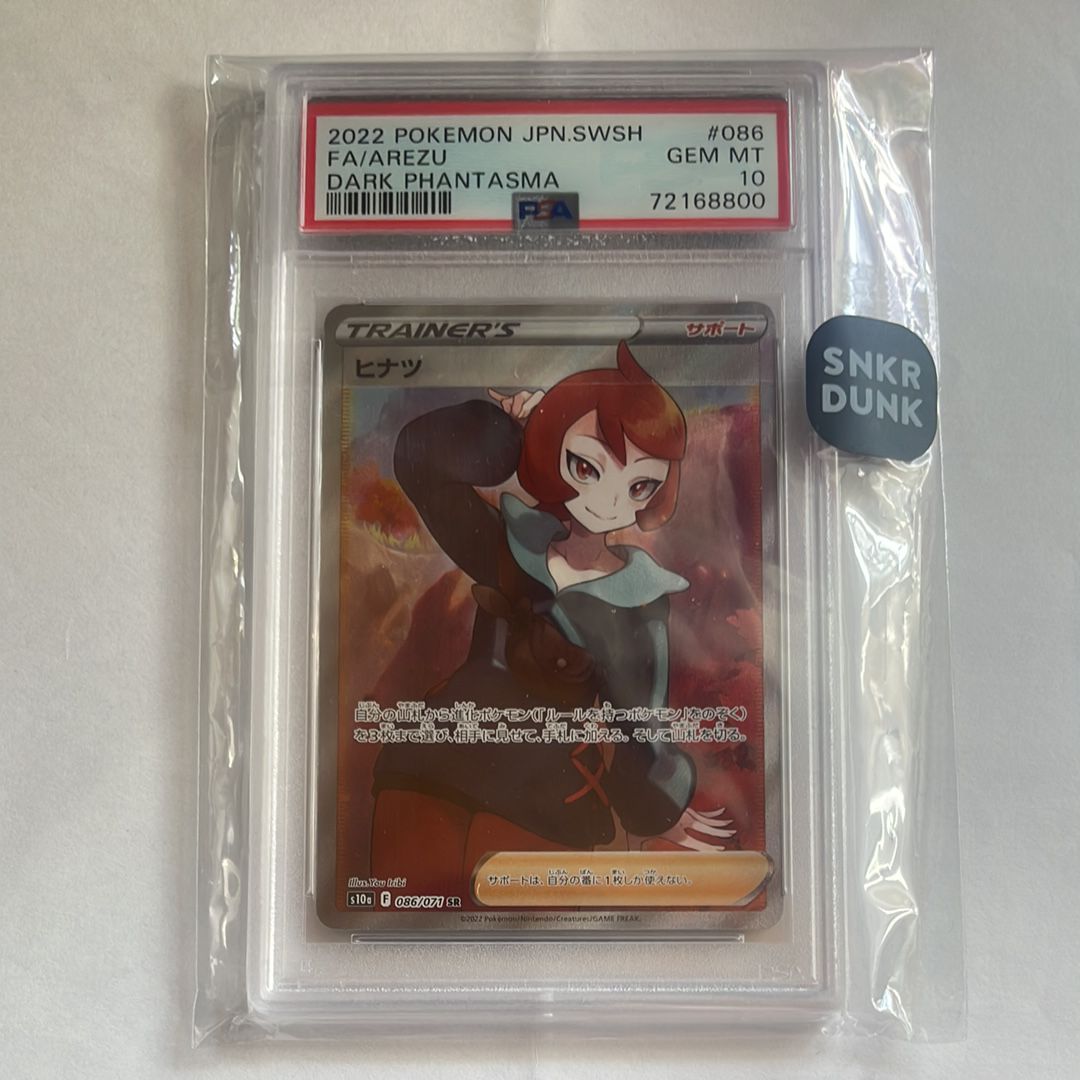 2022 POKEMON JPN.SWSH #086
FA/AREZU GEM MT
DARK PHANTASMA 10
PSA 72168800
SNKR
DUNK
TRAINER'S サポート
ヒナツ
自分の山札から進化ポケモン(「ルールを持つポケモン」をのぞく)
を3枚まで選び、相手に見せて、手札に加える。そして山札を切る。
サポートは、自分の番に1枚しか使えない。
Illus. You Iribi
s10a F 086/071 SR
©2022 Pokémon/Nintendo/Creatures/GAME FREAK.